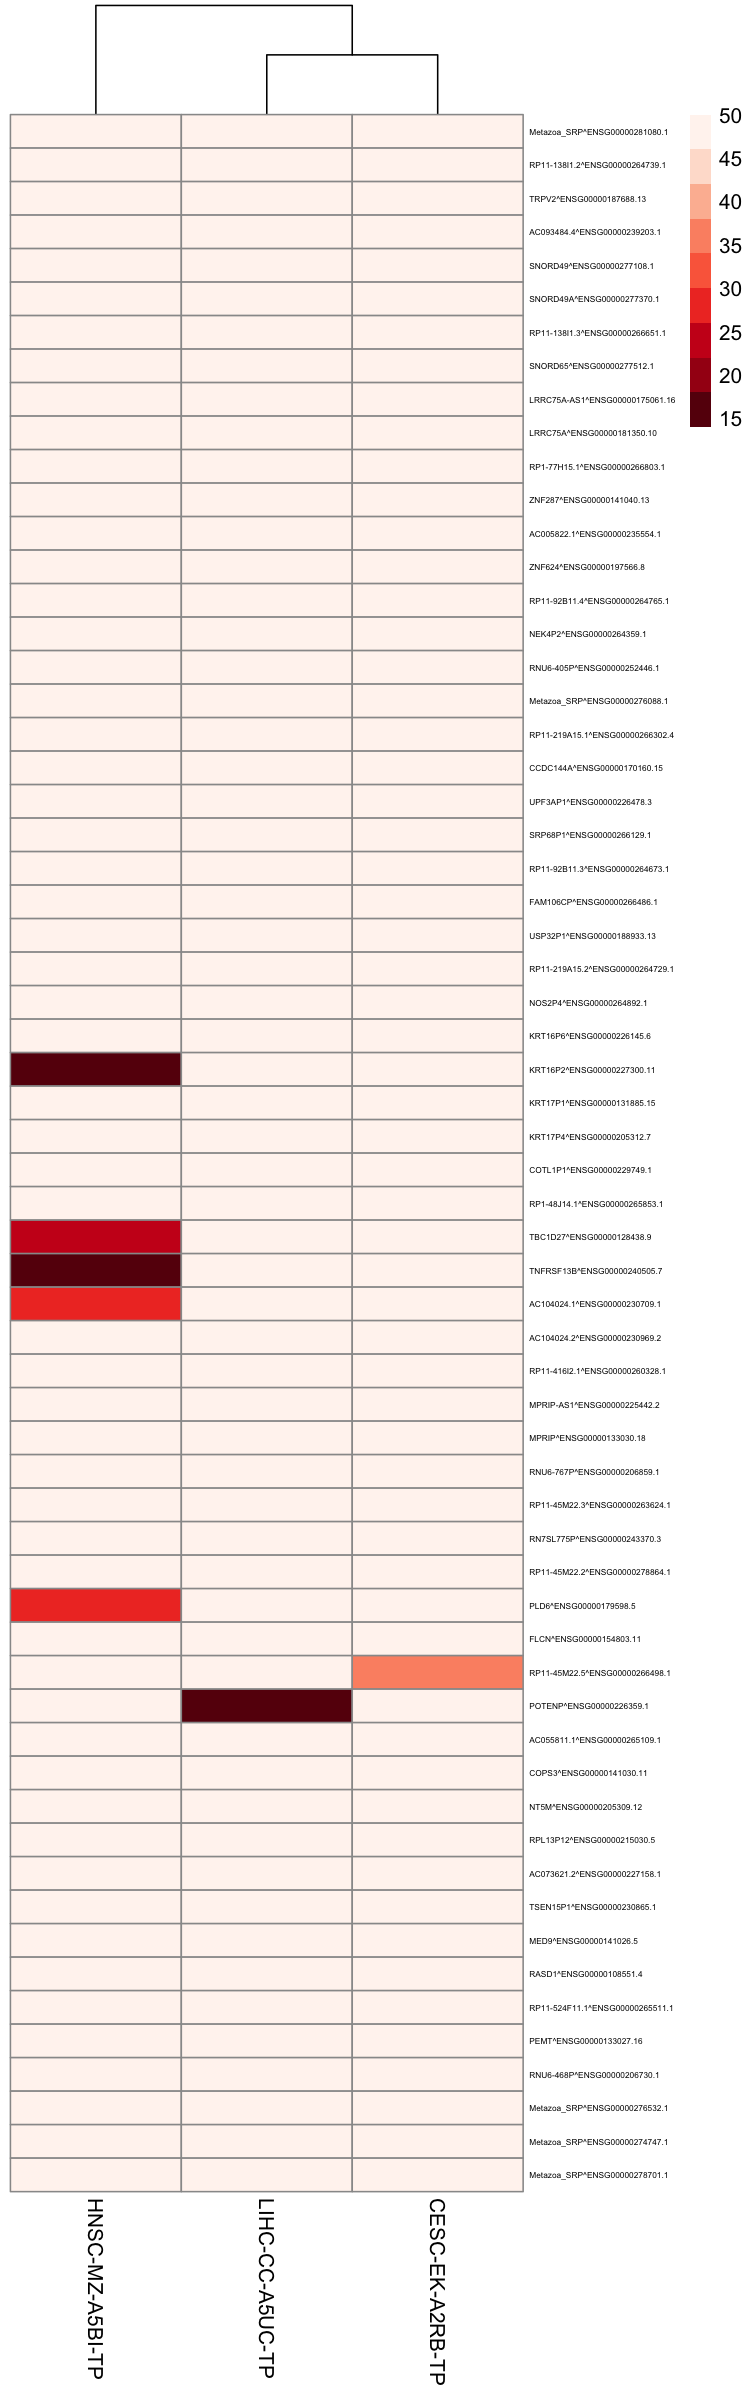 Metazoa_SRP^ENSG00000281080.1
RP11-138I1.2^ENSG00000264739.1
TRPV2^ENSG00000187688.13
AC093484.4^ENSG00000239203.1
SNORD49^ENSG00000277108.1
SNORD49A^ENSG00000277370.1
RP11-138I1.3^ENSG00000266651.1
SNORD65^ENSG00000277512.1
LRRC75A-AS1^ENSG00000175061.16
LRRC75A^ENSG00000181350.10
RP1-77H15.1^ENSG00000266803.1
ZNF287^ENSG00000141040.13
AC005822.1^ENSG00000235554.1
ZNF624^ENSG00000197566.8
RP11-92B11.4^ENSG00000264765.1
NEK4P2^ENSG00000264359.1
RNU6-405P^ENSG00000252446.1
Metazoa_SRP^ENSG00000276088.1
RP11-219A15.1^ENSG00000266302.4
CCDC144A^ENSG00000170160.15
UPF3AP1^ENSG00000226478.3
SRP68P1^ENSG00000266129.1
RP11-92B11.3^ENSG00000264673.1
FAM106CP^ENSG00000266486.1
USP32P1^ENSG00000188933.13
RP11-219A15.2^ENSG00000264729.1
NOS2P4^ENSG00000264892.1
KRT16P6^ENSG00000226145.6
KRT16P2^ENSG00000227300.11
KRT17P1^ENSG00000131885.15
KRT17P4^ENSG00000205312.7
COTL1P1^ENSG00000229749.1
RP1-48J14.1^ENSG00000265853.1
TBC1D27^ENSG00000128438.9
TNFRSF13B^ENSG00000240505.7
AC104024.1^ENSG00000230709.1
AC104024.2^ENSG00000230969.2
RP11-416I2.1^ENSG00000260328.1
MPRIP-AS1^ENSG00000225442.2
MPRIP^ENSG00000133030.18
RNU6-767P^ENSG00000206859.1
RP11-45M22.3^ENSG00000263624.1
RN7SL775P^ENSG00000243370.3
RP11-45M22.2^ENSG00000278864.1
PLD6^ENSG00000179598.5
FLCN^ENSG00000154803.11
RP11-45M22.5^ENSG00000266498.1
POTENP^ENSG00000226359.1
AC055811.1^ENSG00000265109.1
COPS3^ENSG00000141030.11
NT5M^ENSG00000205309.12
RPL13P12^ENSG00000215030.5
AC073621.2^ENSG00000227158.1
TSEN15P1^ENSG00000230865.1
MED9^ENSG00000141026.5
RASD1^ENSG00000108551.4
RP11-524F11.1^ENSG00000265511.1
PEMT^ENSG00000133027.16
RNU6-468P^ENSG00000206730.1
Metazoa_SRP^ENSG00000276532.1
Metazoa_SRP^ENSG00000274747.1
Metazoa_SRP^ENSG00000278701.1
50
45
40
35
30
25
20
15
HNSC-MZ-A5BI-TP
LIHC-CC-A5UC-TP
CESC-EK-A2RB-TP